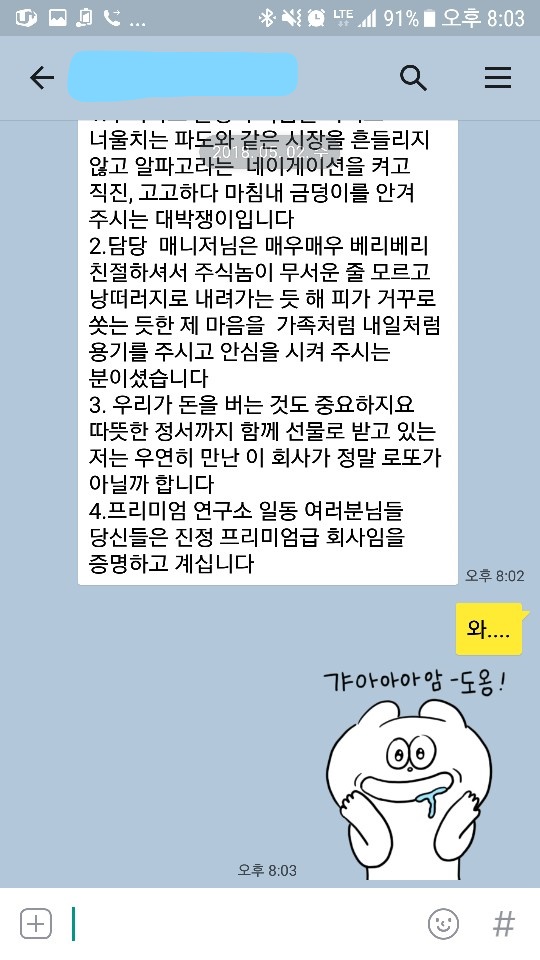 LTE 91% 오후 8:03
너울치는 파도와 같은 시장을 흔들리지
2018.05.02 수
않고 알파고라는 네이게이션을 켜고
직진, 고고하다 마침내 금덩이를 안겨
주시는 대박쟁이입니다
2.담당 매니저님은 매우매우 베리베리
친절하셔서 주식놈이 무서운 줄 모르고
낭떠러지로 내려가는 듯 해 피가 거꾸로
쏫는 듯한 제 마음을 가족처럼 내일처럼
용기를 주시고 안심을 시켜 주시는
분이셨습니다
3. 우리가 돈을 버는 것도 중요하지요
따뜻한 정서까지 함께 선물로 받고 있는
저는 우연히 만난 이 회사가 정말 로또가
아닐까 합니다
4.프리미엄 연구소 일동 여러분님들
당신들은 진정 프리미엄급 회사임을
증명하고 계십니다
오후 8:02
와....
갸아아아암-도옹!
오후 8:03
#